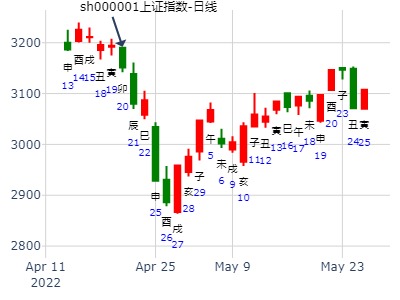 sh000001上证指数-日线
3200
3100
3000
2900
2800
申
13
酉
14
戌
15
丑
18
寅
19
卯
20
辰
21
巳
22
申
25
酉
26
戌
27
亥
28
子
29
午
5
未
6
戌
9
亥
10
子
11
丑
12
寅
13
巳
16
午
17
未
18
申
19
酉
20
子
23
丑
24
寅
25
Apr 11
2022
Apr 25
May 9
May 23